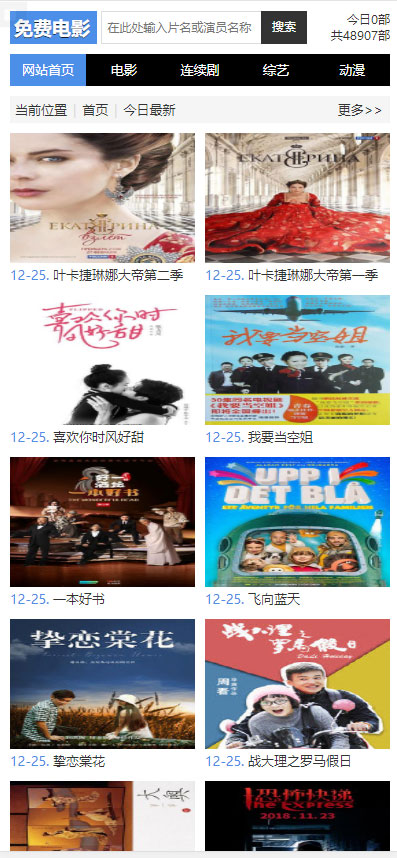 免费电影
在此处输入片名或演员名称
搜索
今日0部
共48907部
网站首页 电影 连续剧 综艺 动漫
当前位置 | 首页 | 今日最新 更多>>
ЕКАТЕРИНА
ВЗЛЕТ
ЕКАТЕРИНА
12-25. 叶卡捷琳娜大帝第二季
12-25. 叶卡捷琳娜大帝第一季
喜欢你时
风好甜
我要当空姐
12-25. 喜欢你时风好甜
12-25. 我要当空姐
一本好书
UPP I
DET BLÅ
ETT ÄVENTYR FÖR HELA FAMILJEN
12-25. 一本好书
12-25. 飞向蓝天
挚恋棠花
战大理之
罗马假日
Dali Holiday
12-25. 挚恋棠花
12-25. 战大理之罗马假日
恐怖快递
The Express
2018.11.23